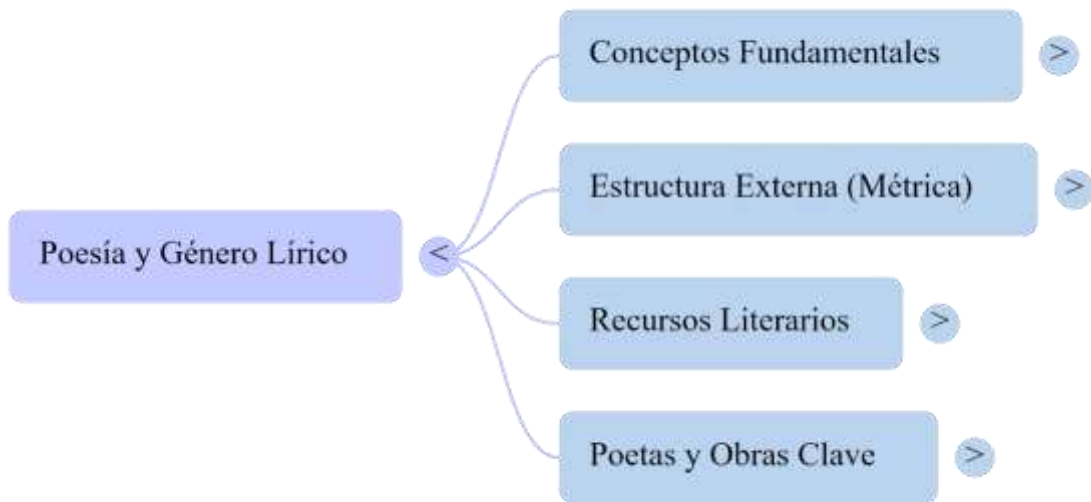 Poesía y Género Lírico
<
Conceptos Fundamentales
>
Estructura Externa (Métrica)
>
Recursos Literarios
>
Poetas y Obras Clave
>